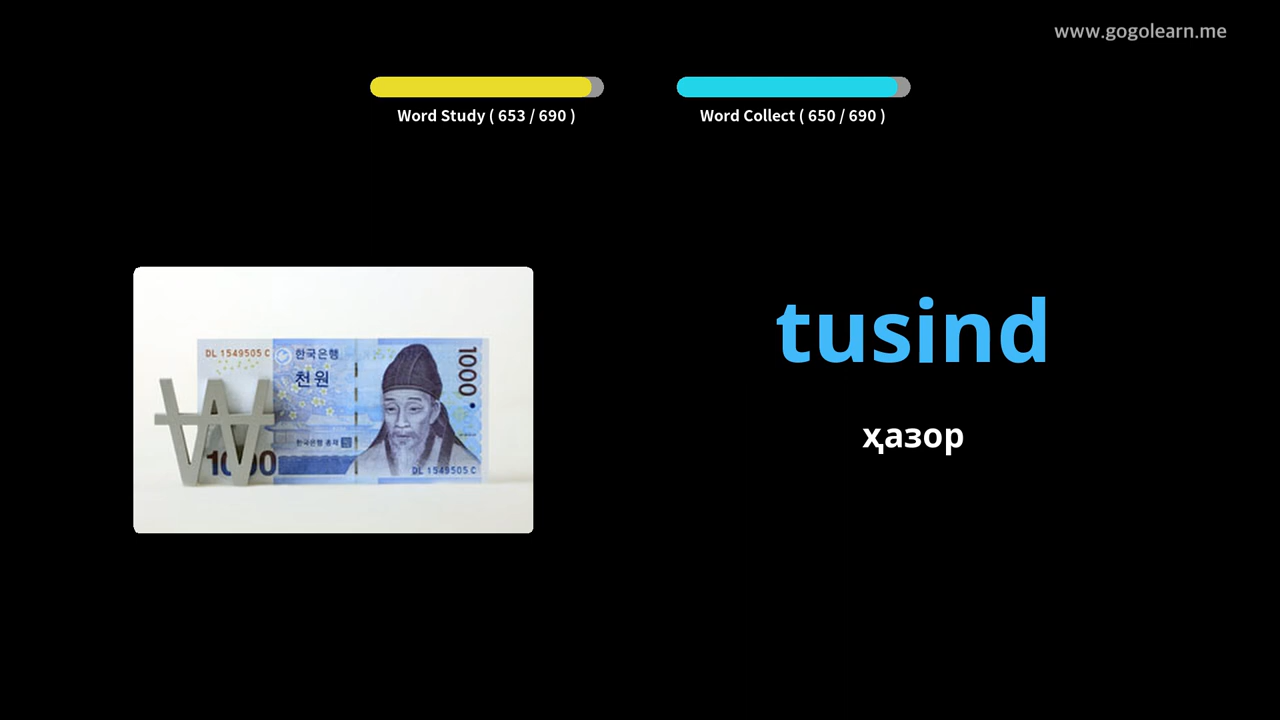 www.gogolearn.me
Word Study ( 653 / 690 )
Word Collect ( 650 / 690 )
DL 1549505 C
한국은행
천원
1000
한국은행 총재
DL 1549505 C
₩
1000
tusind
ҳазор